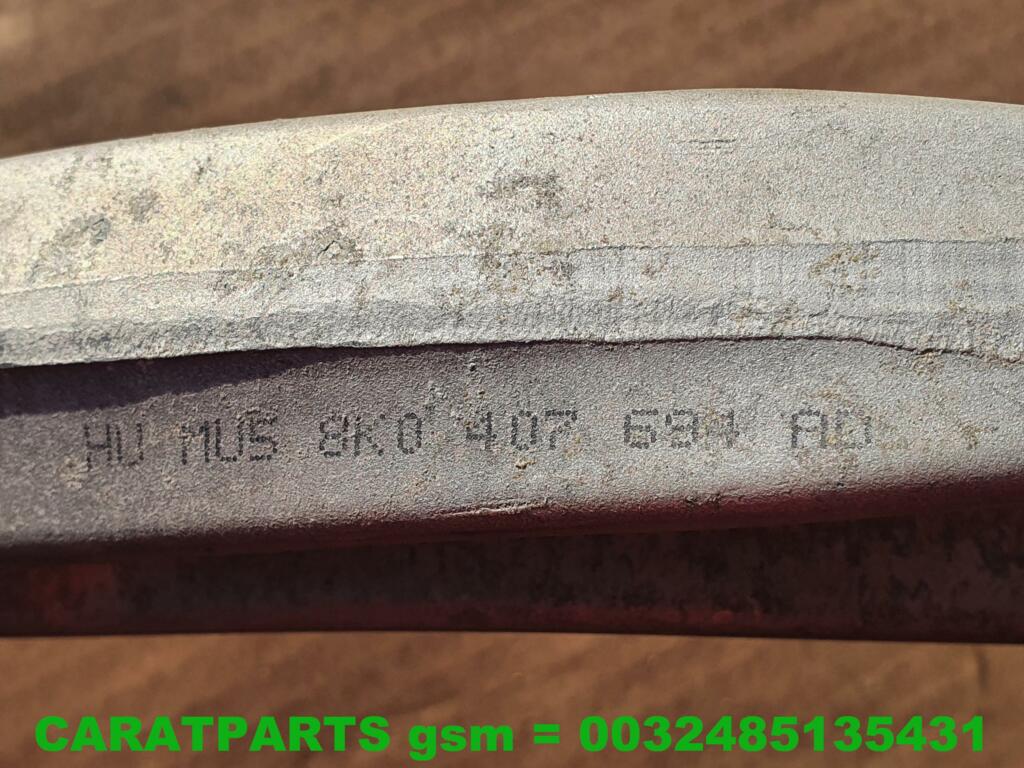 HU MUS 8K0 407 694 AD
CARATPARTS gsm = 0032485135431